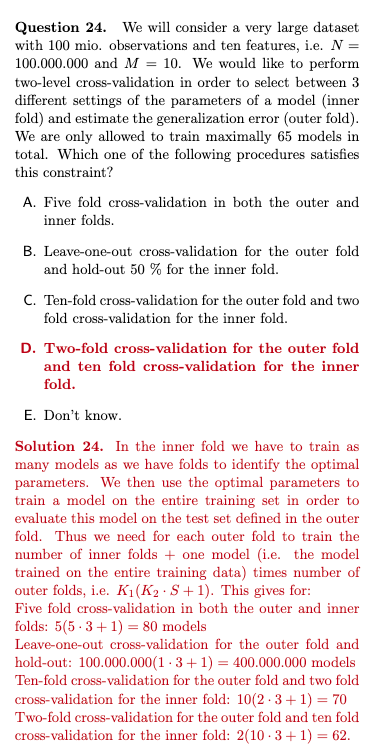 Question 24. We will consider a very large dataset
with 100 mio. observations and ten features, i.e. N =
100.000.000 and M = 10. We would like to perform
two-level cross-validation in order to select between 3
different settings of the parameters of a model (inner
fold) and estimate the generalization error (outer fold).
We are only allowed to train maximally 65 models in
total. Which one of the following procedures satisfies
this constraint?
A. Five fold cross-validation in both the outer and
inner folds.
B. Leave-one-out cross-validation for the outer fold
and hold-out 50 % for the inner fold.
C. Ten-fold cross-validation for the outer fold and two
fold cross-validation for the inner fold.
D. Two-fold cross-validation for the outer fold
and ten fold cross-validation for the inner
fold.
E. Don't know.
Solution 24. In the inner fold we have to train as
many models as we have folds to identify the optimal
parameters. We then use the optimal parameters to
train a model on the entire training set in order to
evaluate this model on the test set defined in the outer
fold. Thus we need for each outer fold to train the
number of inner folds + one model (i.e. the model
trained on the entire training data) times number of
outer folds, i.e. K₁(K₂ · S + 1). This gives for:
Five fold cross-validation in both the outer and inner
folds: 5(5 · 3 + 1) = 80 models
Leave-one-out cross-validation for the outer fold and
hold-out: 100.000.000(1 · 3 + 1) = 400.000.000 models
Ten-fold cross-validation for the outer fold and two fold
cross-validation for the inner fold: 10(2 · 3 + 1) = 70
Two-fold cross-validation for the outer fold and ten fold
cross-validation for the inner fold: 2(10 · 3 + 1) = 62.